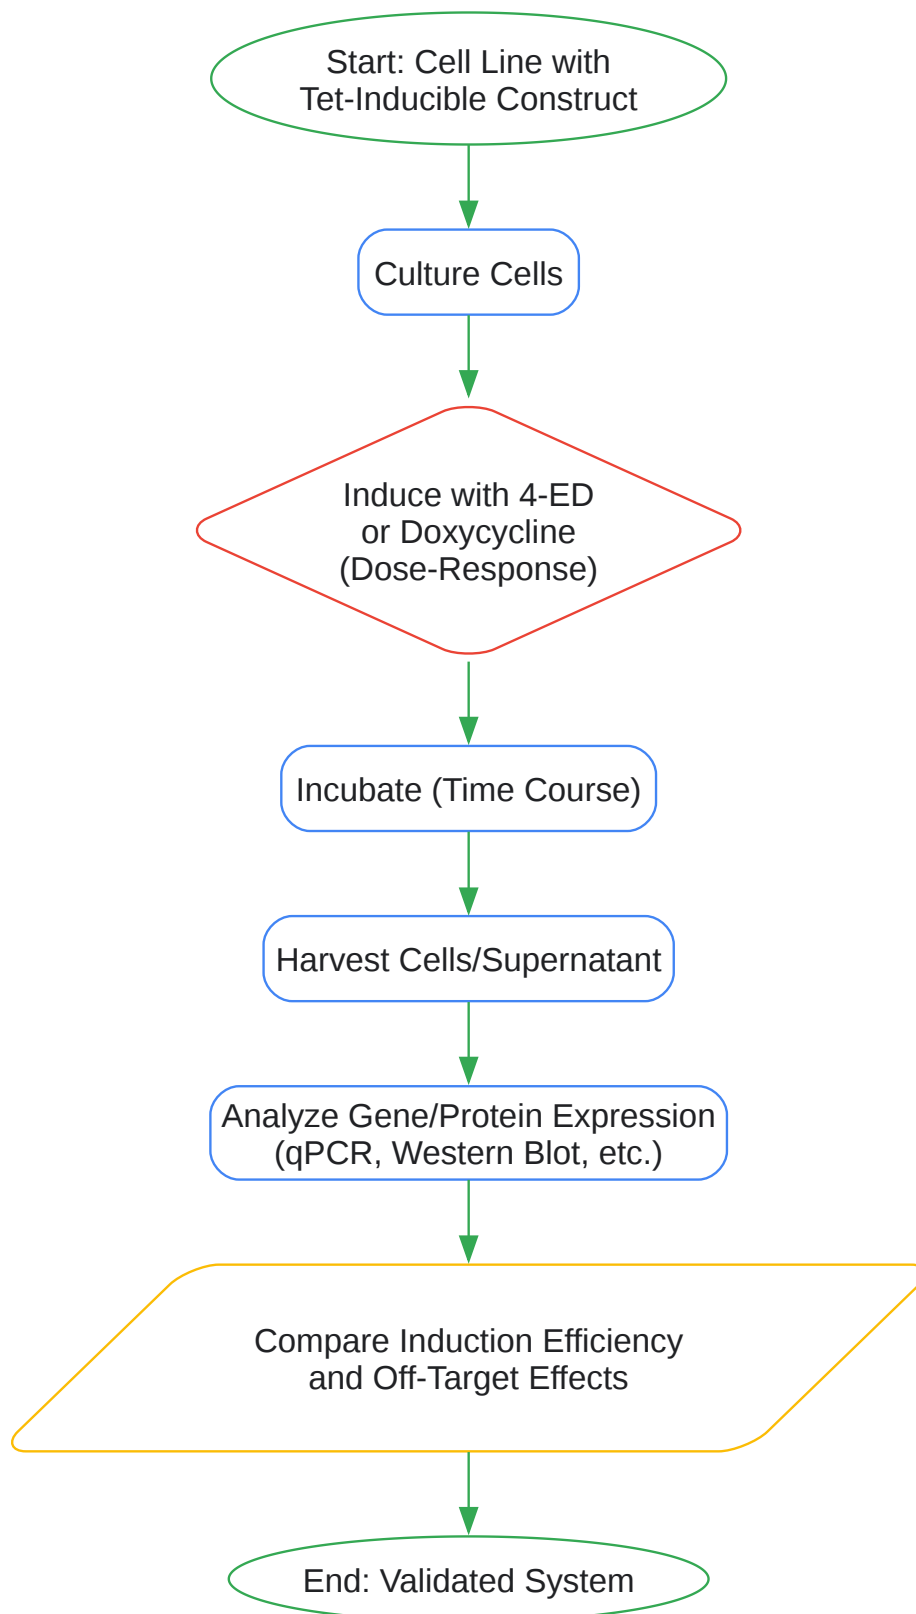 Start: Cell Line with
Tet-Inducible Construct
Culture Cells
Induce with 4-ED
or Doxycycline
(Dose-Response)
Incubate (Time Course)
Harvest Cells/Supernatant
Analyze Gene/Protein Expression
(qPCR, Western Blot, etc.)
Compare Induction Efficiency
and Off-Target Effects
End: Validated System